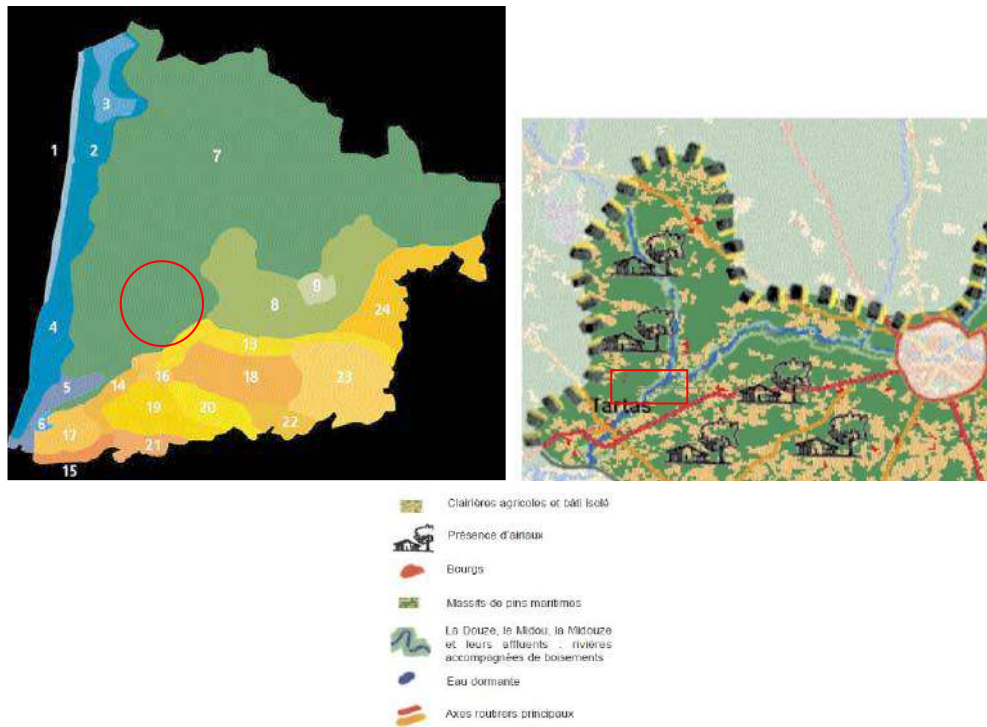 3
1
2
7
9
8
4
24
13
5
14
16
18
23
6
19
20
17
22
21
15
Tartas
Clairières agricoles et bâti isolé
Présence d'airiaux
Bourgs
Massifs de pins maritimes
La Douze, le Midou, la Midouze
et leurs affluents : rivières
accompagnées de boisements
Eau dormante
Axes routiers principaux